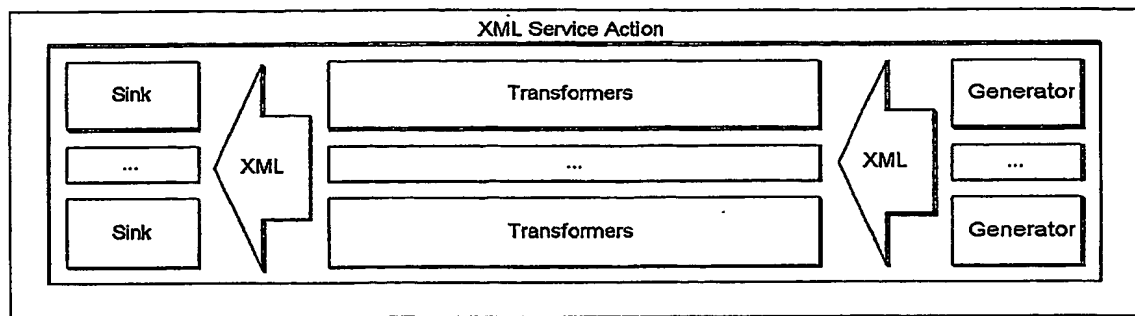 XML Service Action
Sink Transformers Generator
... XML ... XML ...
Sink Transformers Generator